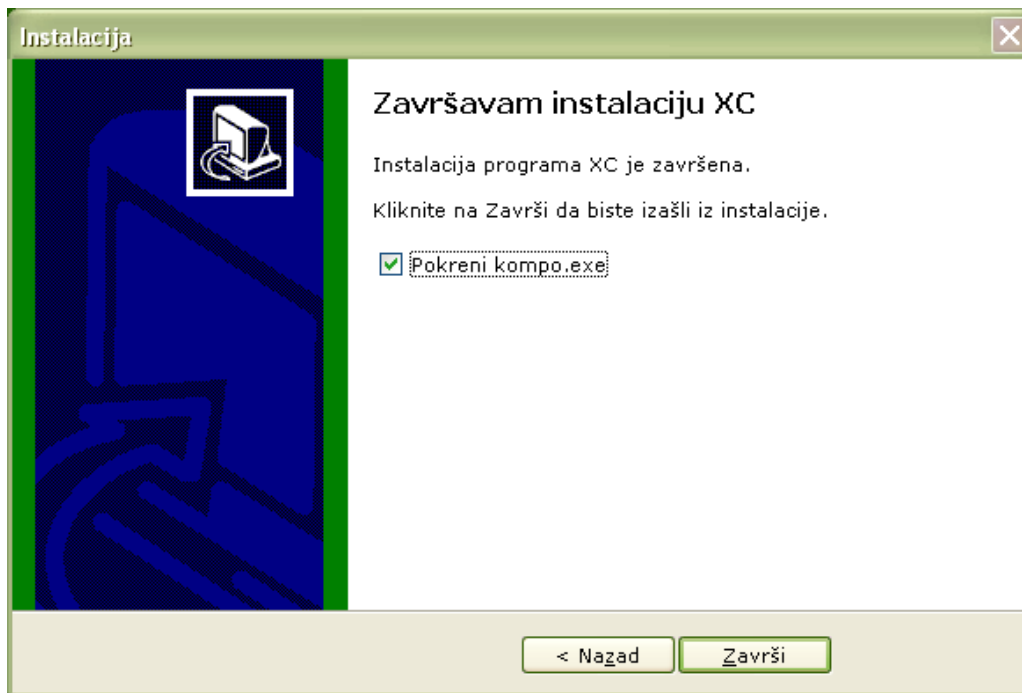 Instalacija
Završavam instalaciju XC
Instalacija programa XC je završena.
Kliknite na Završi da biste izašli iz instalacije.
Pokreni kompo.exe
< Nazad
Završi